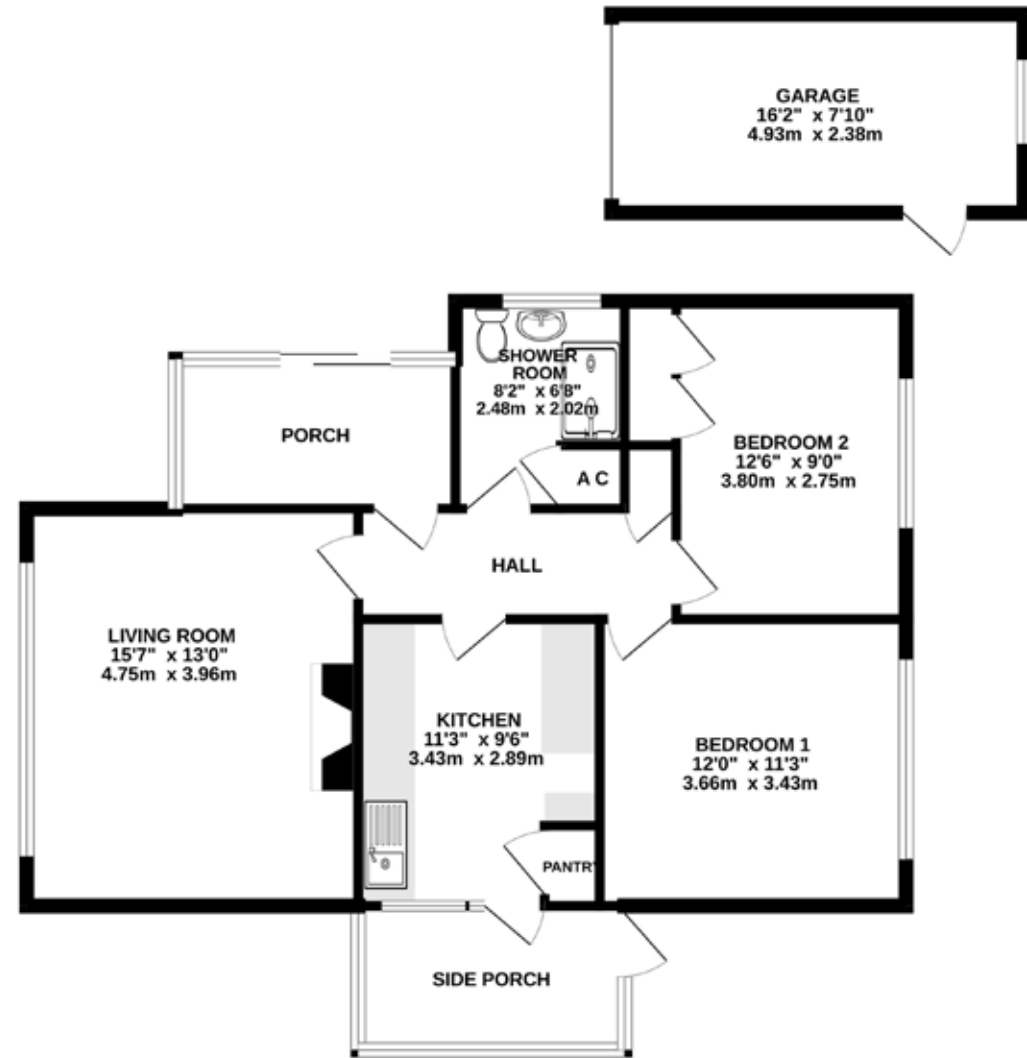 GARAGE
16'2" x 7'10"
4.93m x 2.38m
SHOWER
ROOM
8'2" x 6'8"
2.48m x 2.02m
PORCH
BEDROOM 2
12'6" x 9'0"
3.80m x 2.75m
A C
HALL
LIVING ROOM
15'7" x 13'0"
4.75m x 3.96m
KITCHEN
11'3" x 9'6"
3.43m x 2.89m
BEDROOM 1
12'0" x 11'3"
3.66m x 3.43m
PANTRY
SIDE PORCH